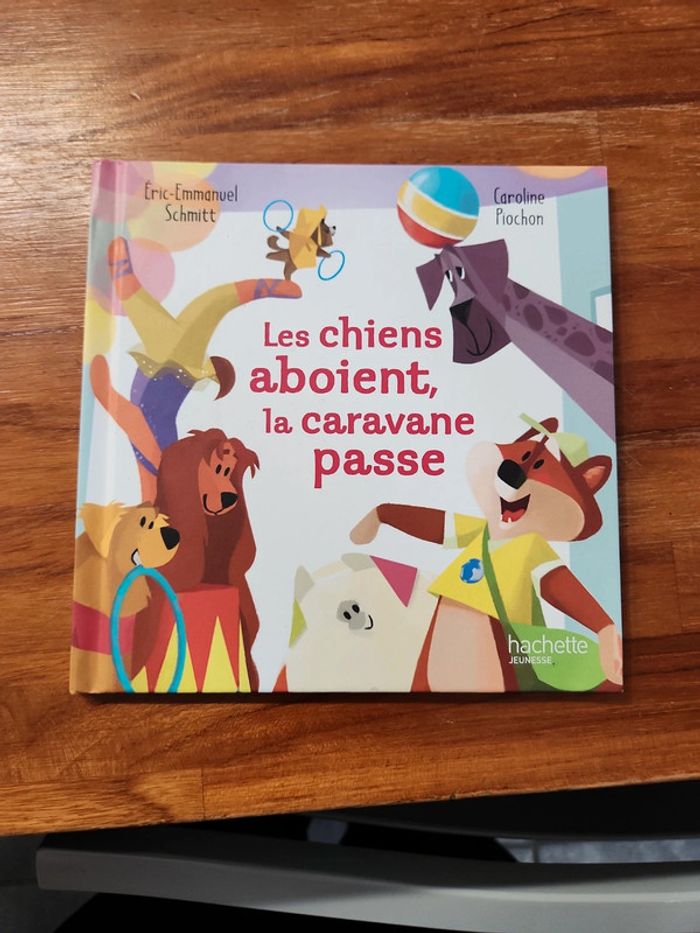 Éric-Emmanuel
Schmitt
Caroline
Piochon
Les chiens
aboient,
la caravane
passe
hachette
JEUNESSE